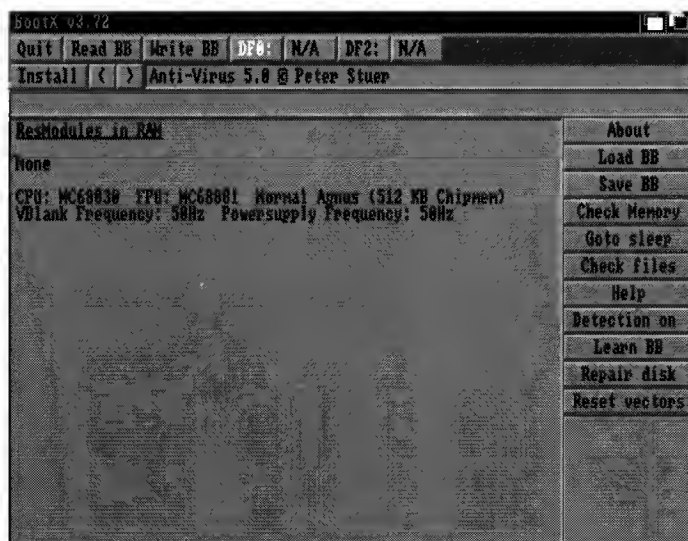 BootX v3.72
Quit Read BB Write BB DF0: N/A DF2: N/A
Install < > Anti-Virus 5.0 @ Peter Stuer
ResModules in RAM
None
CPU: MC68030 FPU: MC68881 Normal Agnus (512 KB Chipmem)
VBlank Frequency: 50Hz Powersupply Frequency: 50Hz
About
Load BB
Save BB
Check Memory
Goto sleep
Check files
Help
Detection on
Learn BB
Repair disk
Reset vectors